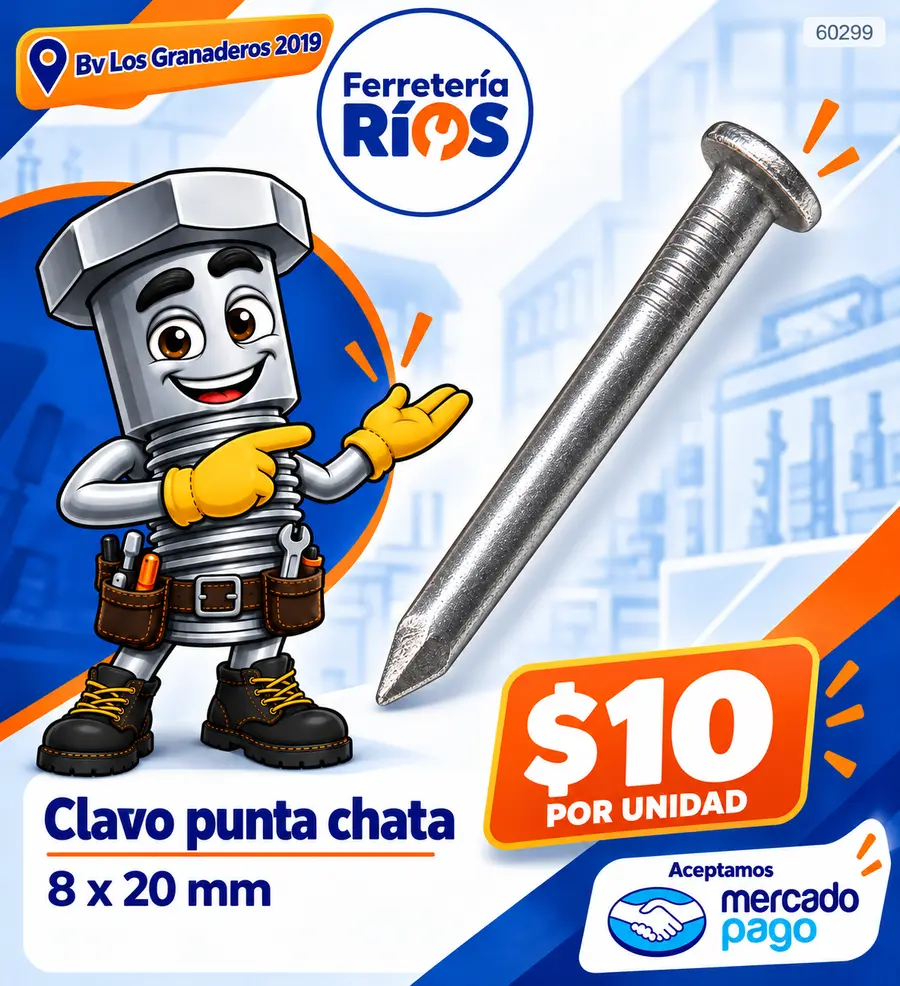 Bv Los Granaderos 2019
Ferretería
Ríos
60299
$10
POR UNIDAD
Clavo punta chata
8 x 20 mm
Aceptamos
mercado
pago